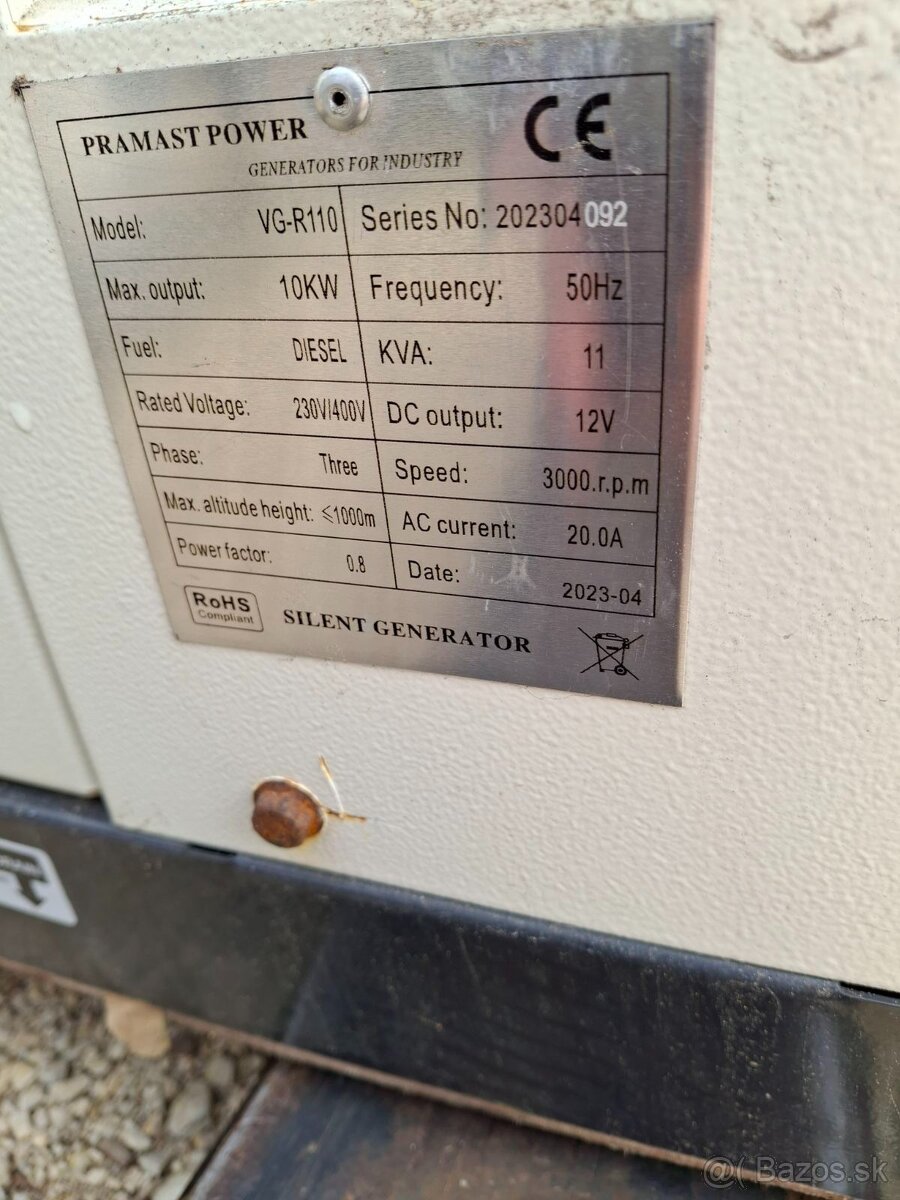 PRAMAST POWER
GENERATORS FOR INDUSTRY
CE
Model: VG-R110 Series No: 202304092
Max. output: 10KW Frequency: 50Hz
Fuel: DIESEL KVA: 11
Rated Voltage: 230V/400V DC output: 12V
Phase: Three Speed: 3000.r.p.m
Max. altitude height: ≤1000m AC current: 20.0A
Power factor: 0.8 Date: 2023-04
RoHS
Compliant
SILENT GENERATOR
@( Bazos.sk